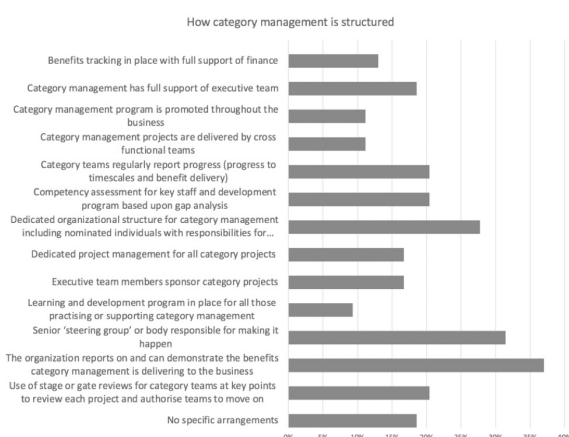 How category management is structured
Benefits tracking in place with full support of finance
Category management has full support of executive team
Category management program is promoted throughout the
business
Category management projects are delivered by cross
functional teams
Category teams regularly report progress (progress to
timescales and benefit delivery)
Competency assessment for key staff and development
program based upon gap analysis
Dedicated organizational structure for category management
including nominated individuals with responsibilities for...
Dedicated project management for all category projects
Executive team members sponsor category projects
Learning and development program in place for all those
practising or supporting category management
Senior ‘steering group’ or body responsible for making it
happen
The organization reports on and can demonstrate the benefits
category management is delivering to the business
Use of stage or gate reviews for category teams at key points
to review each project and authorise teams to move on
No specific arrangements
0% 5% 10% 15% 20% 25% 30% 35% 40%